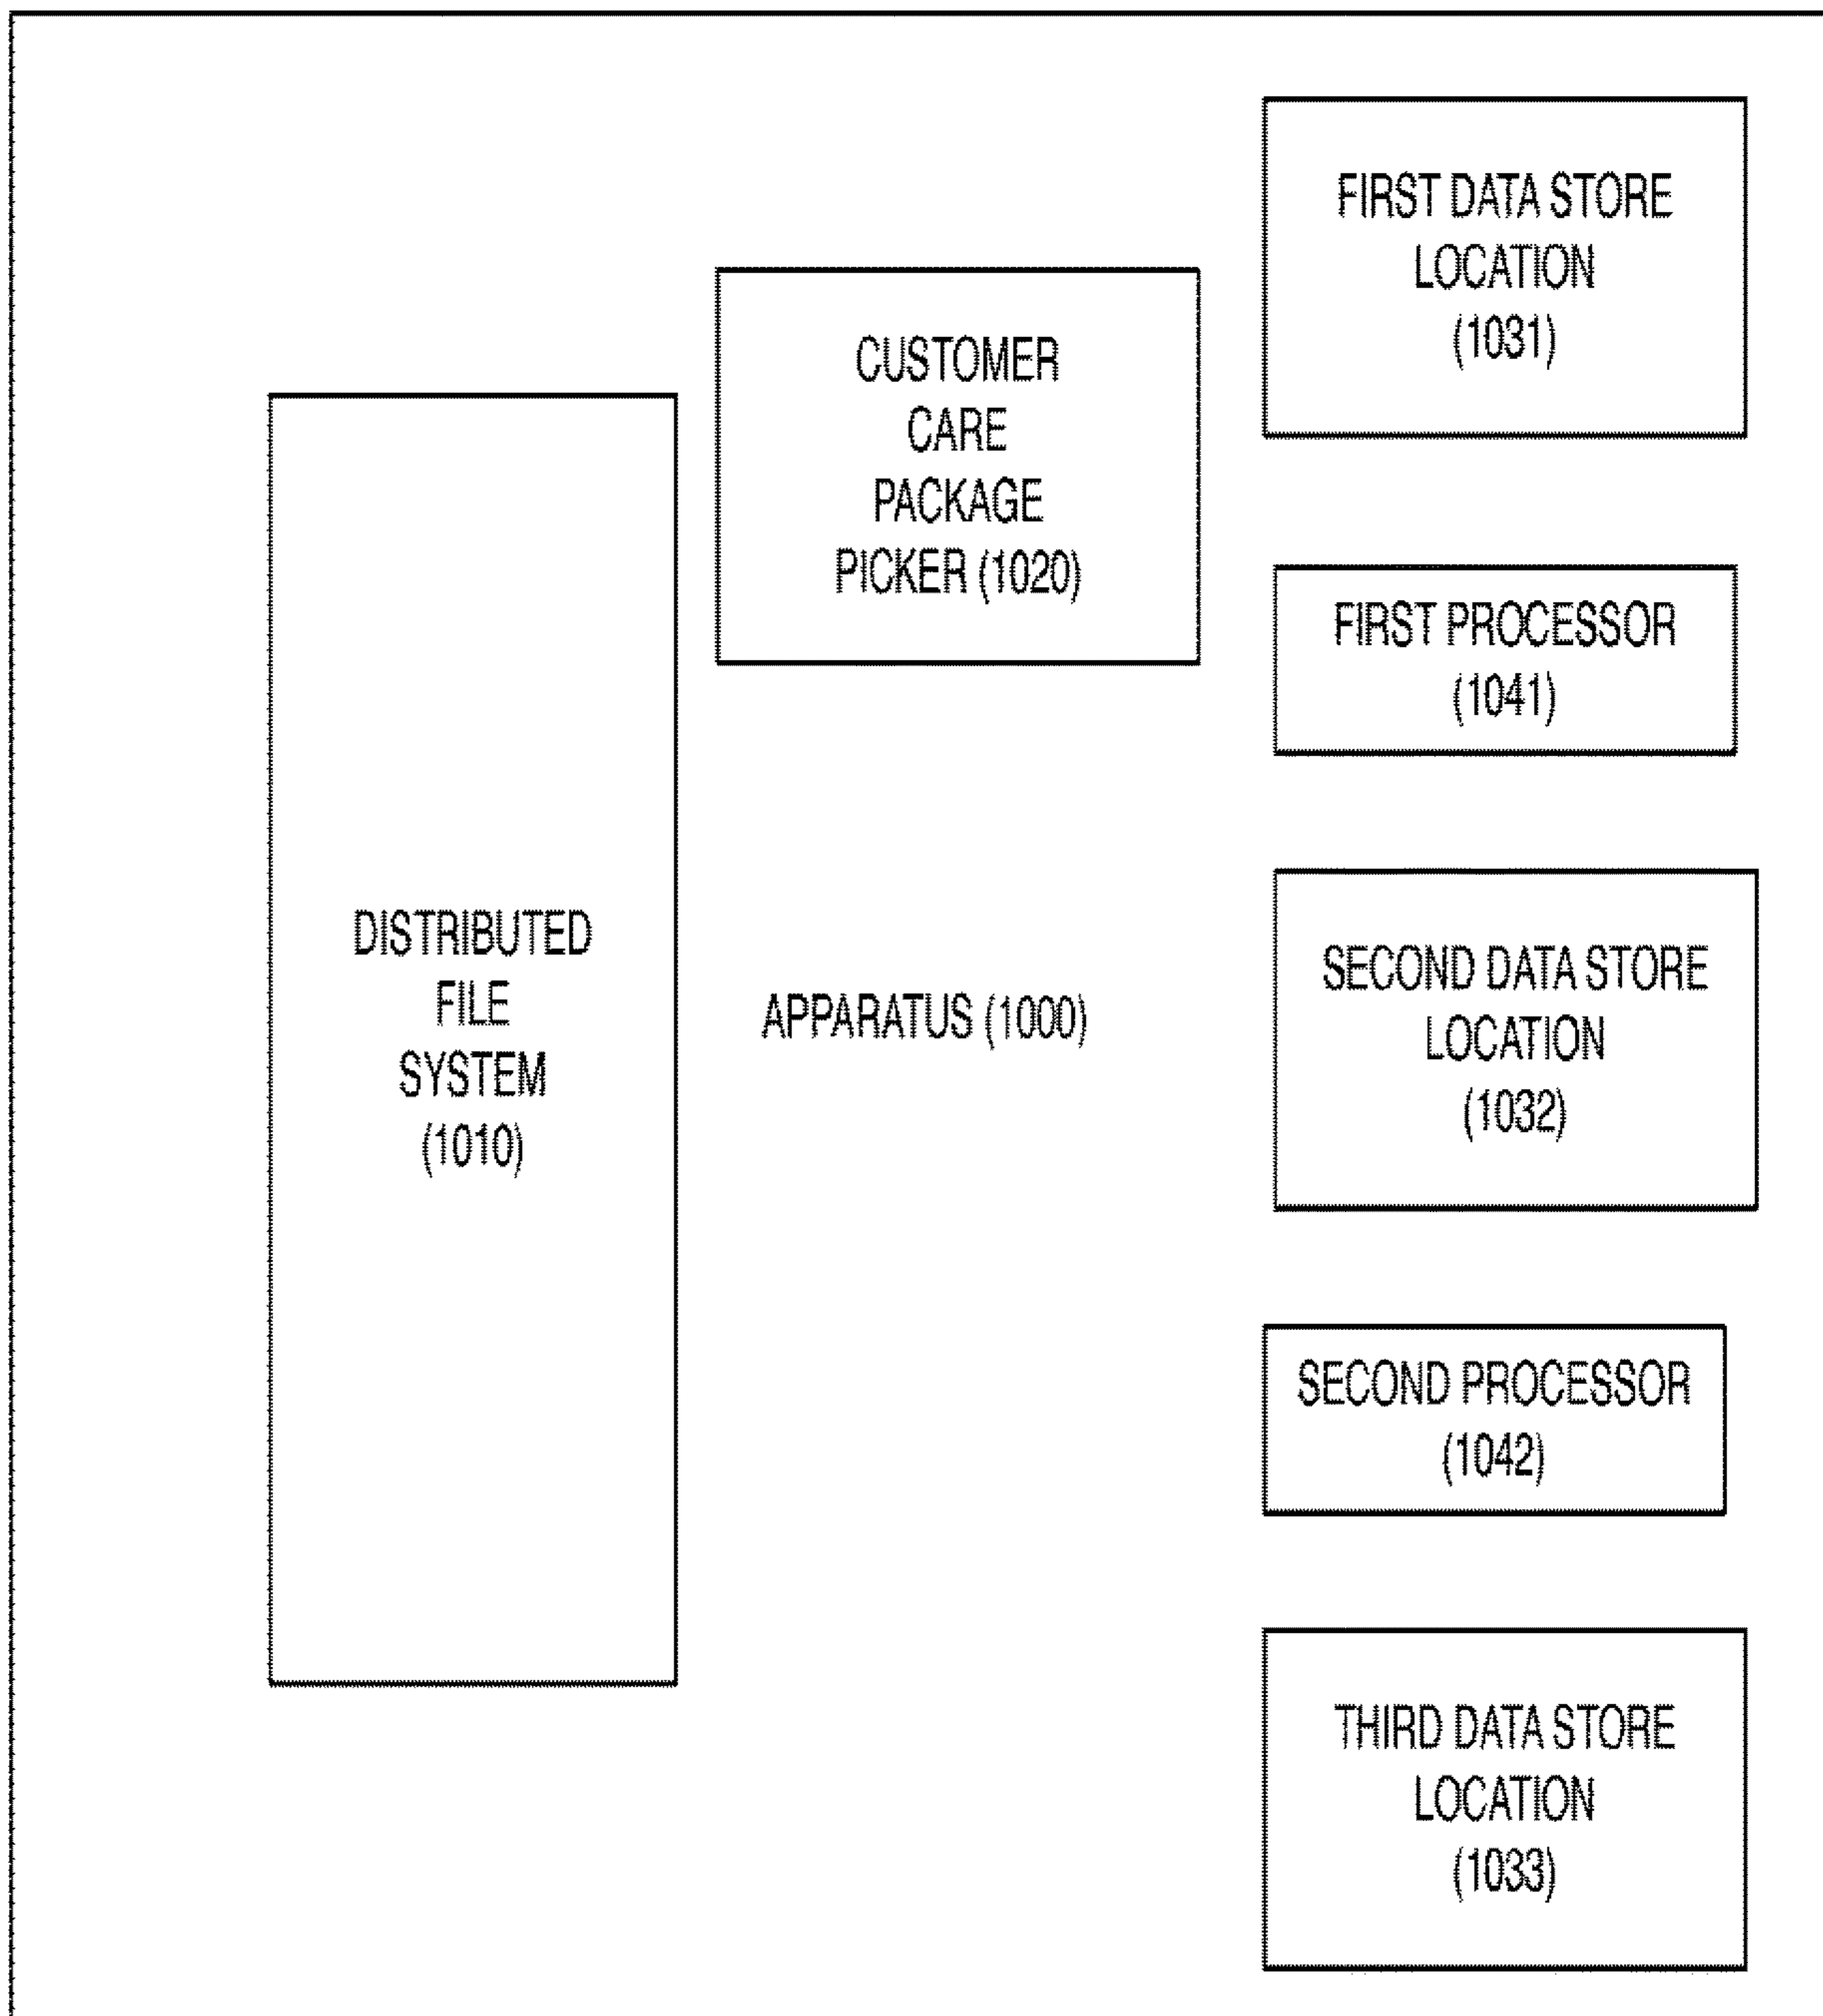 DISTRIBUTED
FILE
SYSTEM
(1010)
CUSTOMER
CARE
PACKAGE
PICKER (1020)
APPARATUS (1000)
FIRST DATA STORE
LOCATION
(1031)
FIRST PROCESSOR
(1041)
SECOND DATA STORE
LOCATION
(1032)
SECOND PROCESSOR
(1042)
THIRD DATA STORE
LOCATION
(1033)